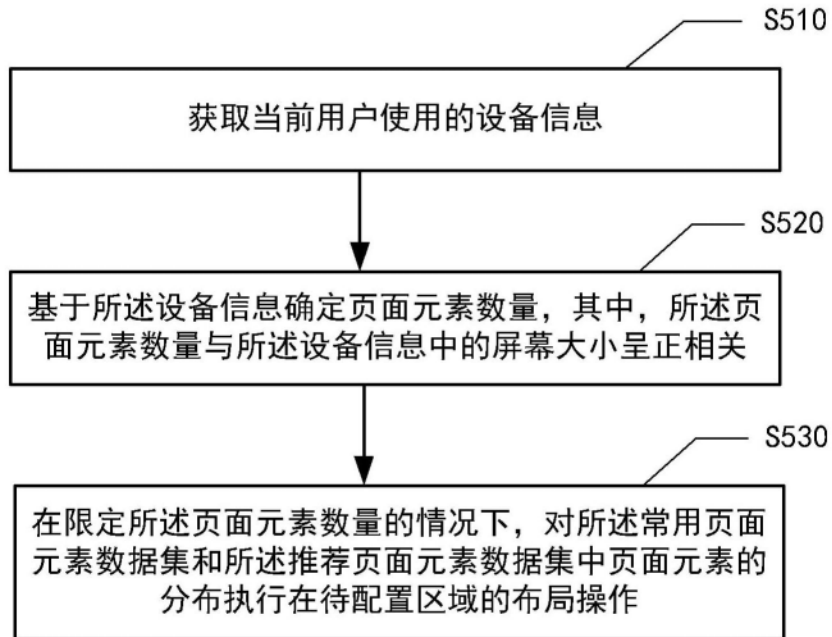 S510
获取当前用户使用的设备信息
S520
基于所述设备信息确定页面元素数量，其中，所述页
面元素数量与所述设备信息中的屏幕大小呈正相关
S530
在限定所述页面元素数量的情况下，对所述常用页面
元素数据集和所述推荐页面元素数据集中页面元素的
分布执行在待配置区域的布局操作